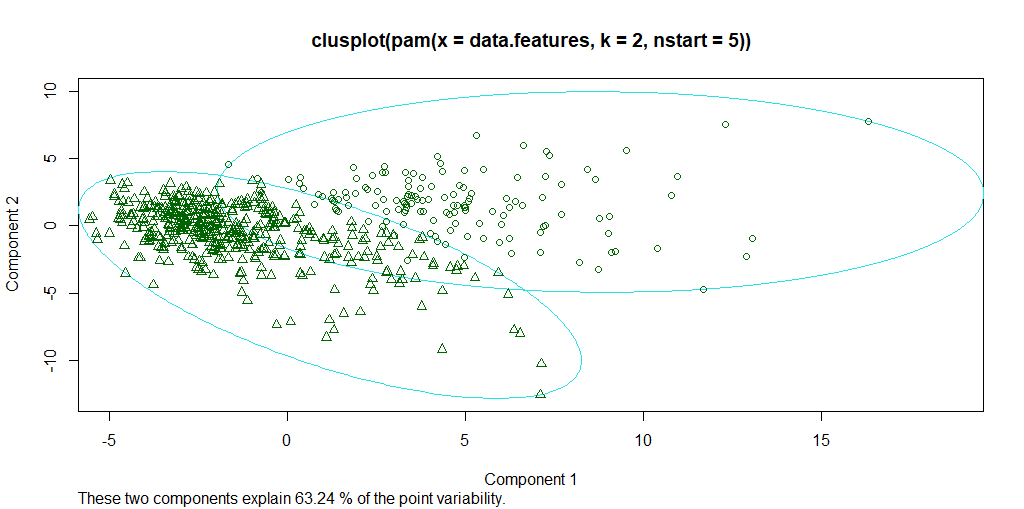 clusplot(pam(x = data.features, k = 2, nstart = 5))
Component 2
10
5
0
-5
-10
-5 0 5 10 15
Component 1
These two components explain 63.24 % of the point variability.